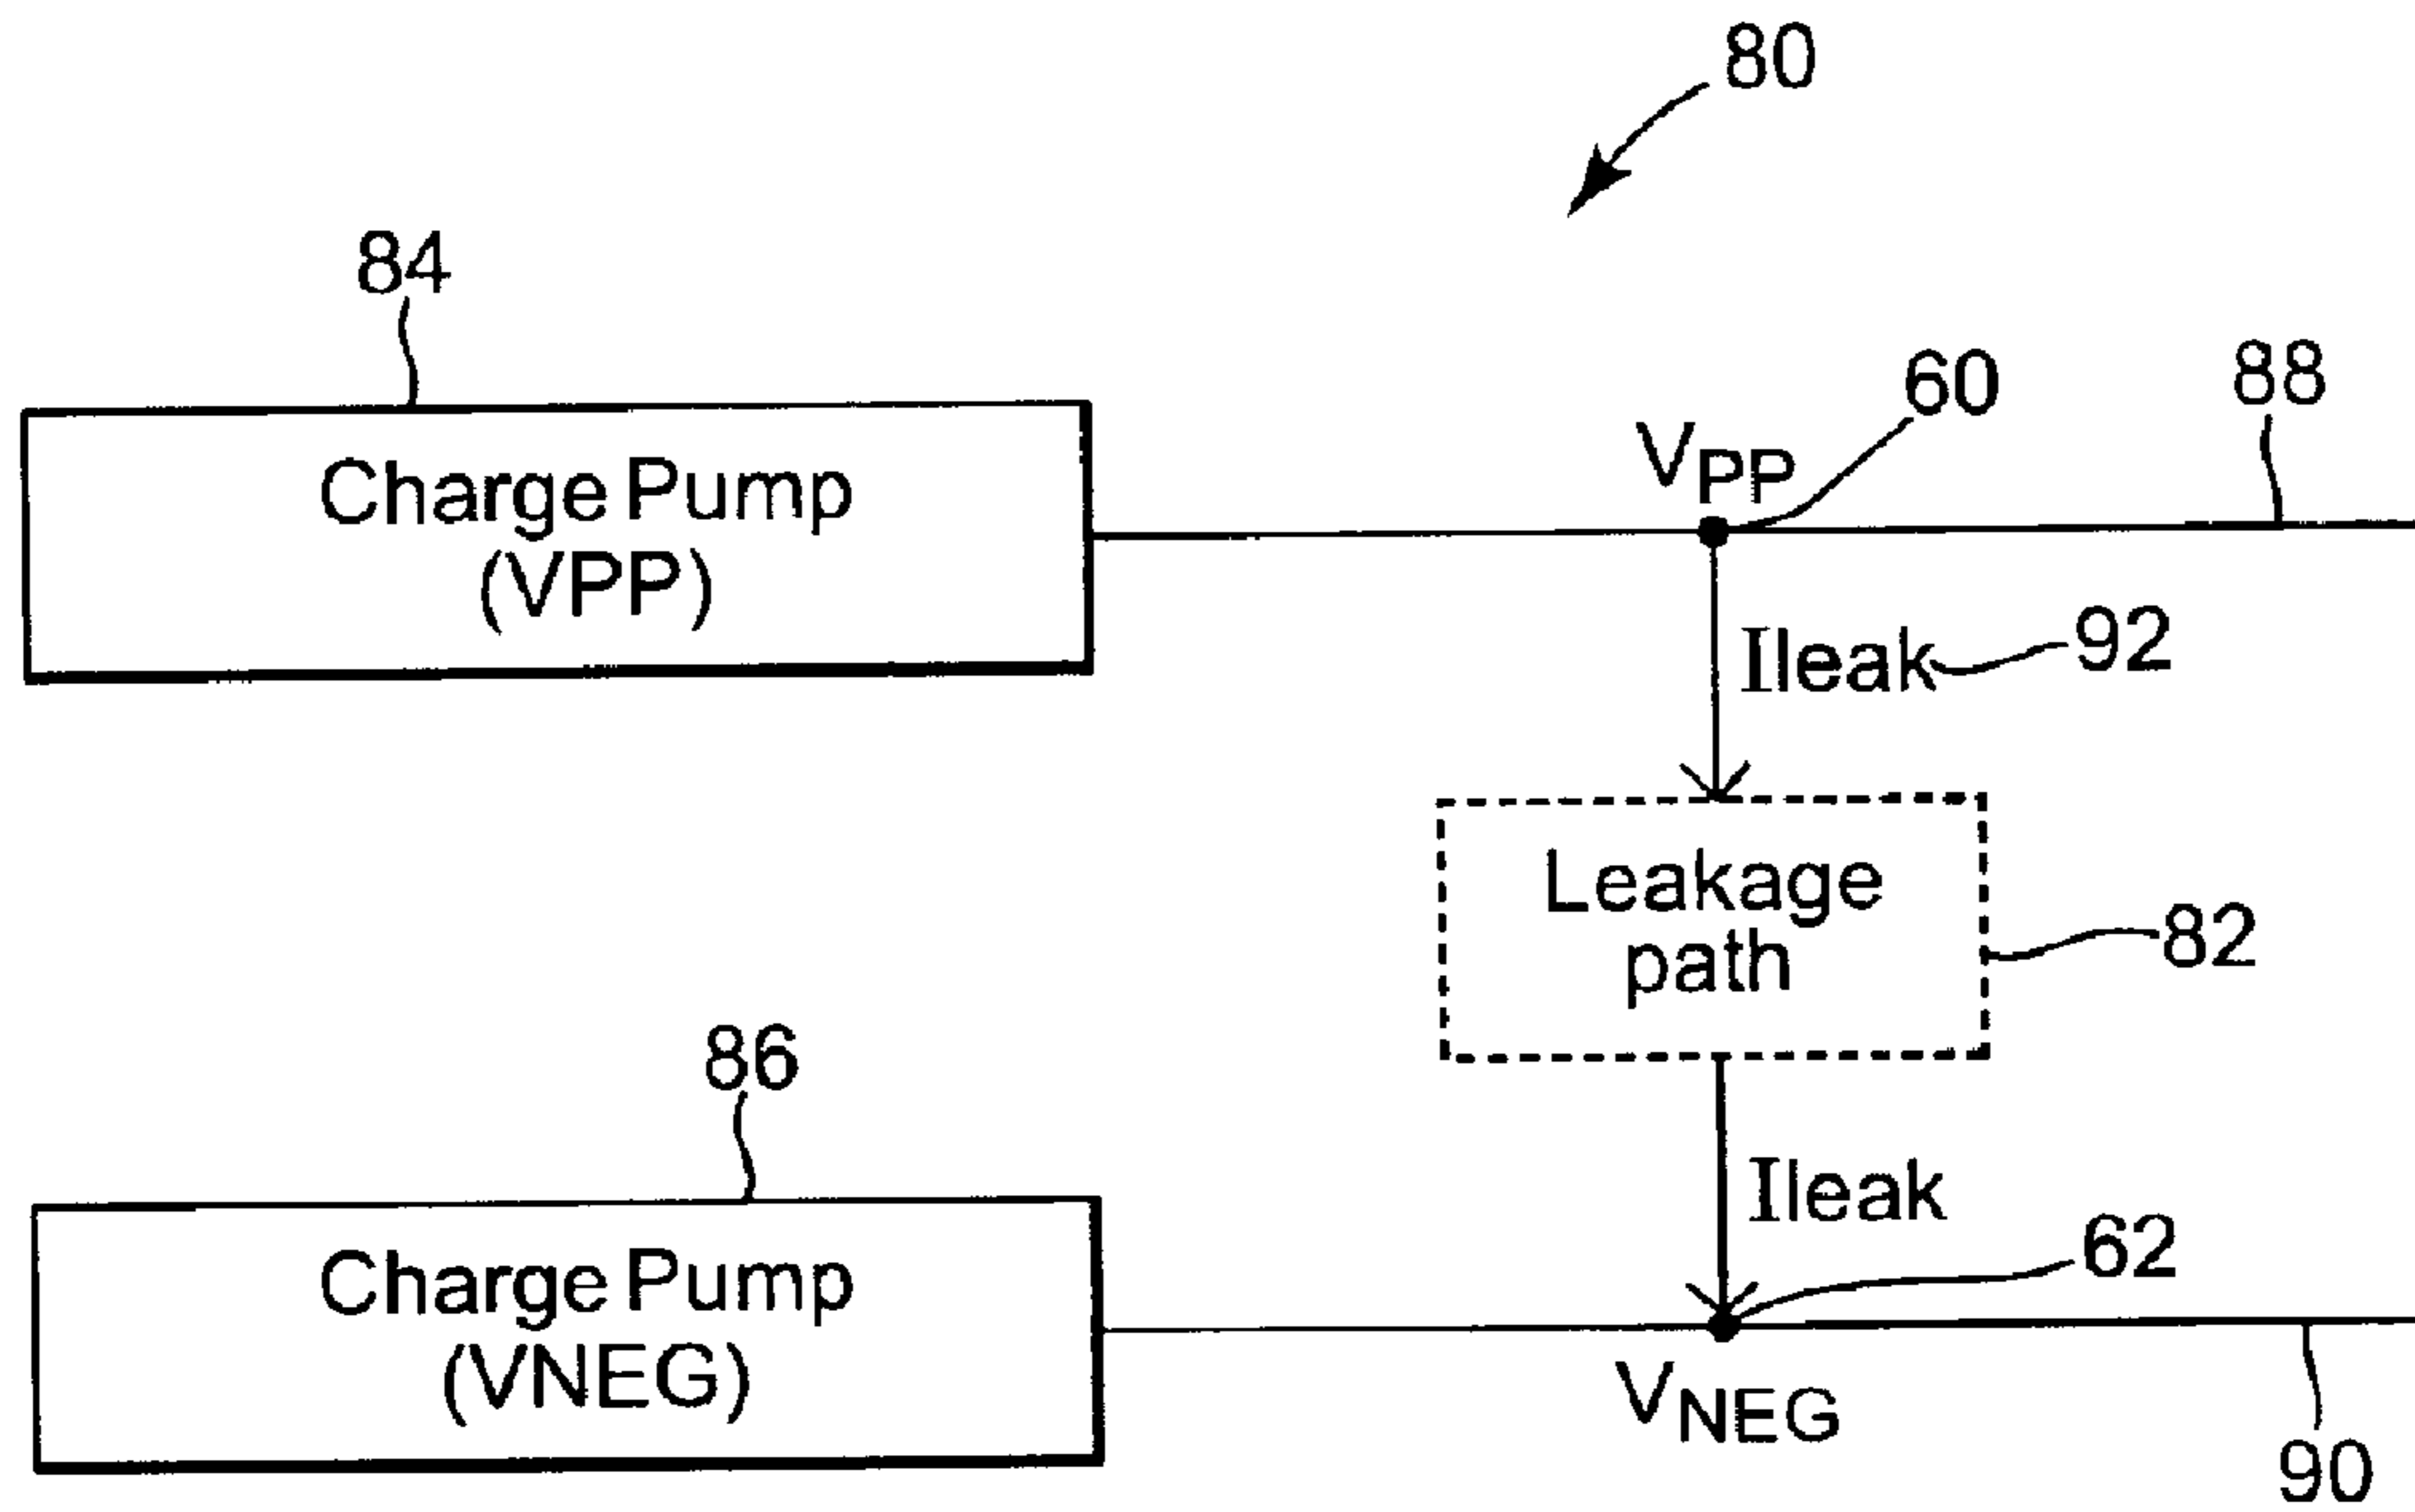 80
84
60
88
VPP
Charge Pump
(VPP)
Ileak
92
Leakage
path
82
86
Ileak
62
Charge Pump
(VNEG)
VNEG
90